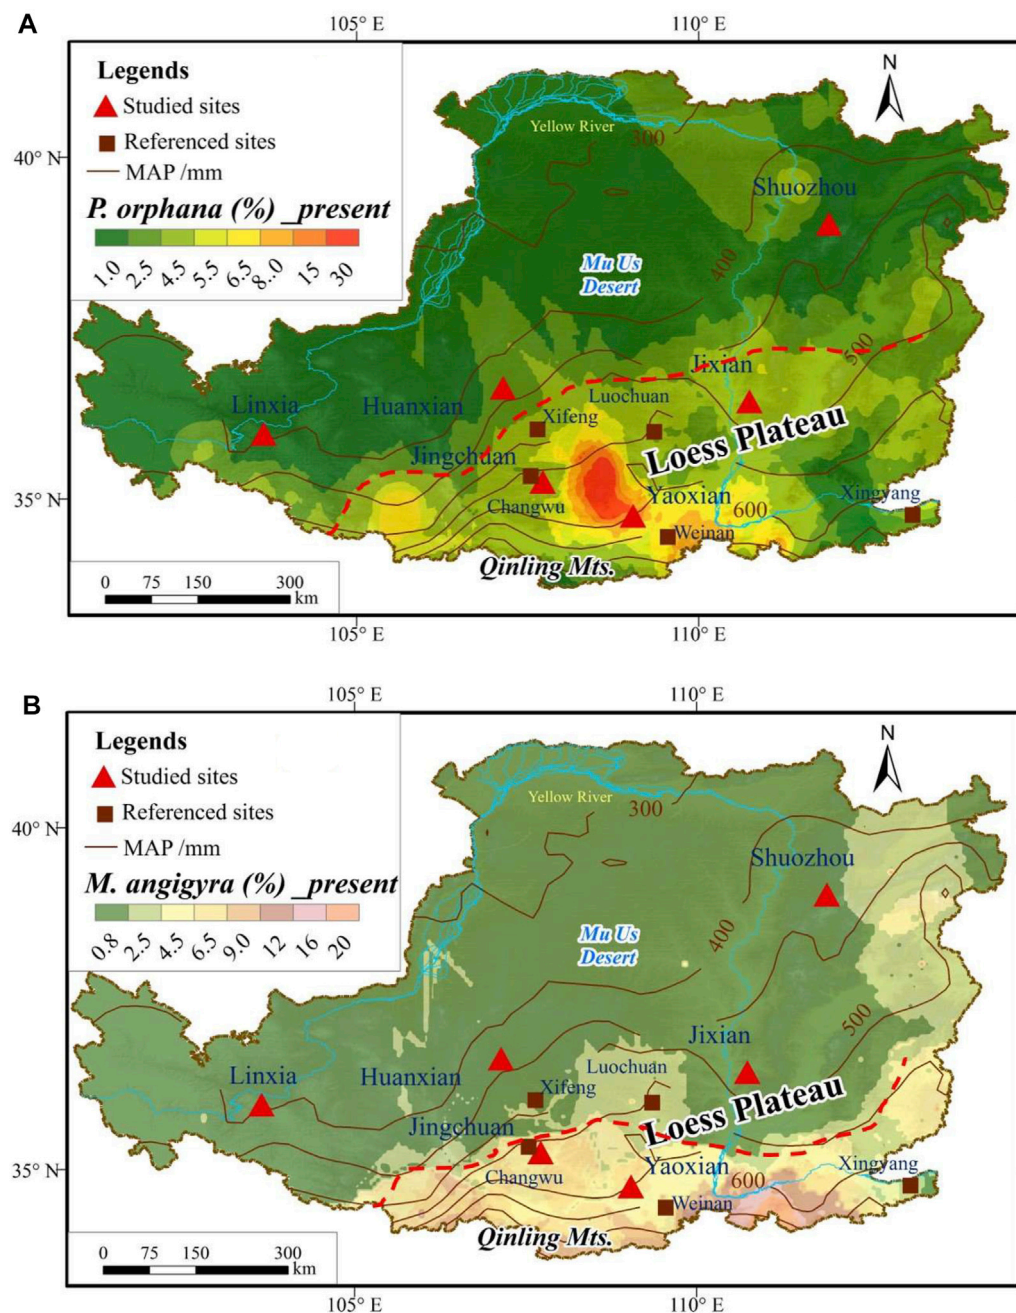 A
105° E
110° E
Legends
Studied sites
Referenced sites
MAP /mm
P. orphana (%) _present
1.0 2.5 4.5 5.5 6.5 8.0 15 30
N
40° N
35° N
Yellow River
300
Shuozhou
400
Mu Us
Desert
500
Jixian
Linxia
Huanxian
Luochuan
Xifeng
Jingchuan
Loess Plateau
Changwu
Yaoxian
Xingyang
600
Weinan
Qinling Mts.
0 75 150 300
km
105° E
110° E
B
105° E
110° E
Legends
Studied sites
Referenced sites
MAP /mm
M. angigyra (%) _present
0.8 2.5 4.5 6.5 9.0 12 16 20
N
40° N
35° N
Yellow River
300
Shuozhou
400
Mu Us
Desert
500
Jixian
Linxia
Huanxian
Luochuan
Xifeng
Jingchuan
Loess Plateau
Changwu
Yaoxian
Xingyang
600
Weinan
Qinling Mts.
0 75 150 300
km
105° E
110° E